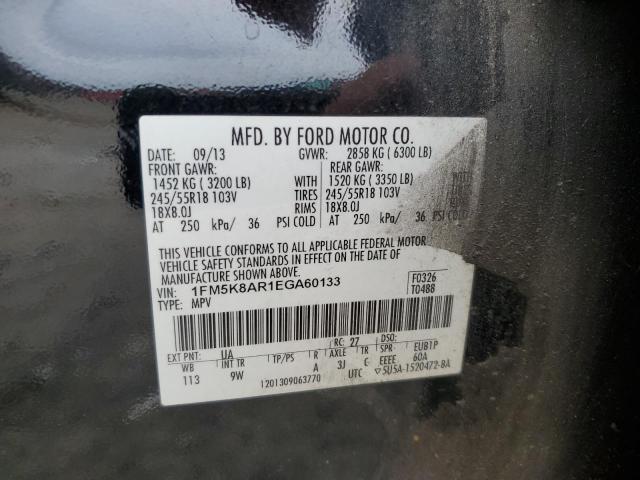 MFD. BY FORD MOTOR CO.
DATE: 09/13 GVWR: 2858 KG ( 6300 LB)
FRONT GAWR: REAR GAWR:
1452 KG ( 3200 LB) WITH 1520 KG ( 3350 LB)
245/55R18 103V TIRES 245/55R18 103V
18X8.0J RIMS 18X8.0J
AT 250 kPa/ 36 PSI COLD AT 250 kPa/ 36 PSI COLD
THIS VEHICLE CONFORMS TO ALL APPLICABLE FEDERAL MOTOR
VEHICLE SAFETY STANDARDS IN EFFECT ON THE DATE OF
MANUFACTURE SHOWN ABOVE.
VIN: 1FM5K8AR1EGA60133 F0326
TYPE: MPV T0488
RC: 27 DSO:
EXT PNT: UA
WB INT TR TP/PS R AXLE TR SPR EUB1P
113 9W A 3J C EEEE 60A
1201309063770 UTC ▽5U5A-1520472-BA